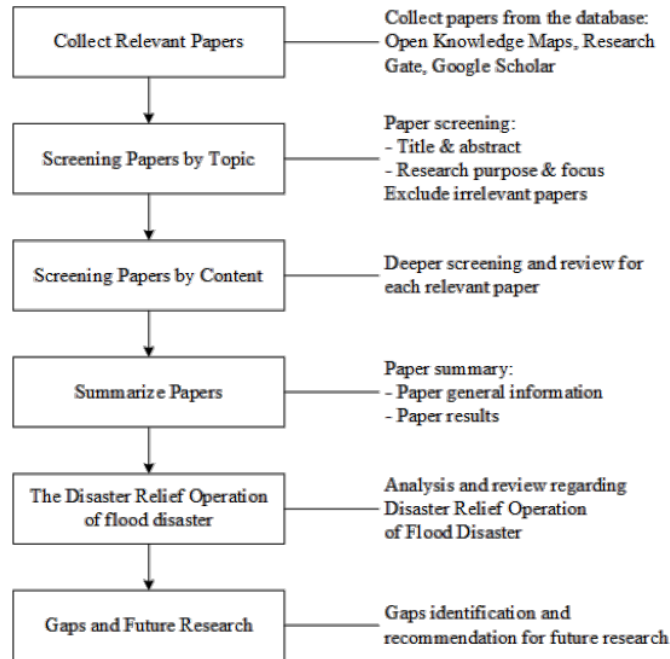 Collect Relevant Papers
Collect papers from the database:
Open Knowledge Maps, Research
Gate, Google Scholar
Screening Papers by Topic
Paper screening:
- Title & abstract
- Research purpose & focus
Exclude irrelevant papers
Screening Papers by Content
Deeper screening and review for
each relevant paper
Summarize Papers
Paper summary:
- Paper general information
- Paper results
The Disaster Relief Operation
of flood disaster
Analysis and review regarding
Disaster Relief Operation
of Flood Disaster
Gaps and Future Research
Gaps identification and
recommendation for future research